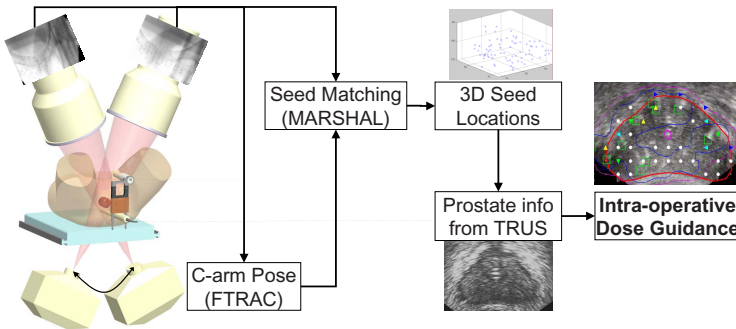 Seed Matching
(MARSHAL)
3D Seed
Locations
Prostate info
from TRUS
Intra-operative
Dose Guidance
C-arm Pose
(FTRAC)